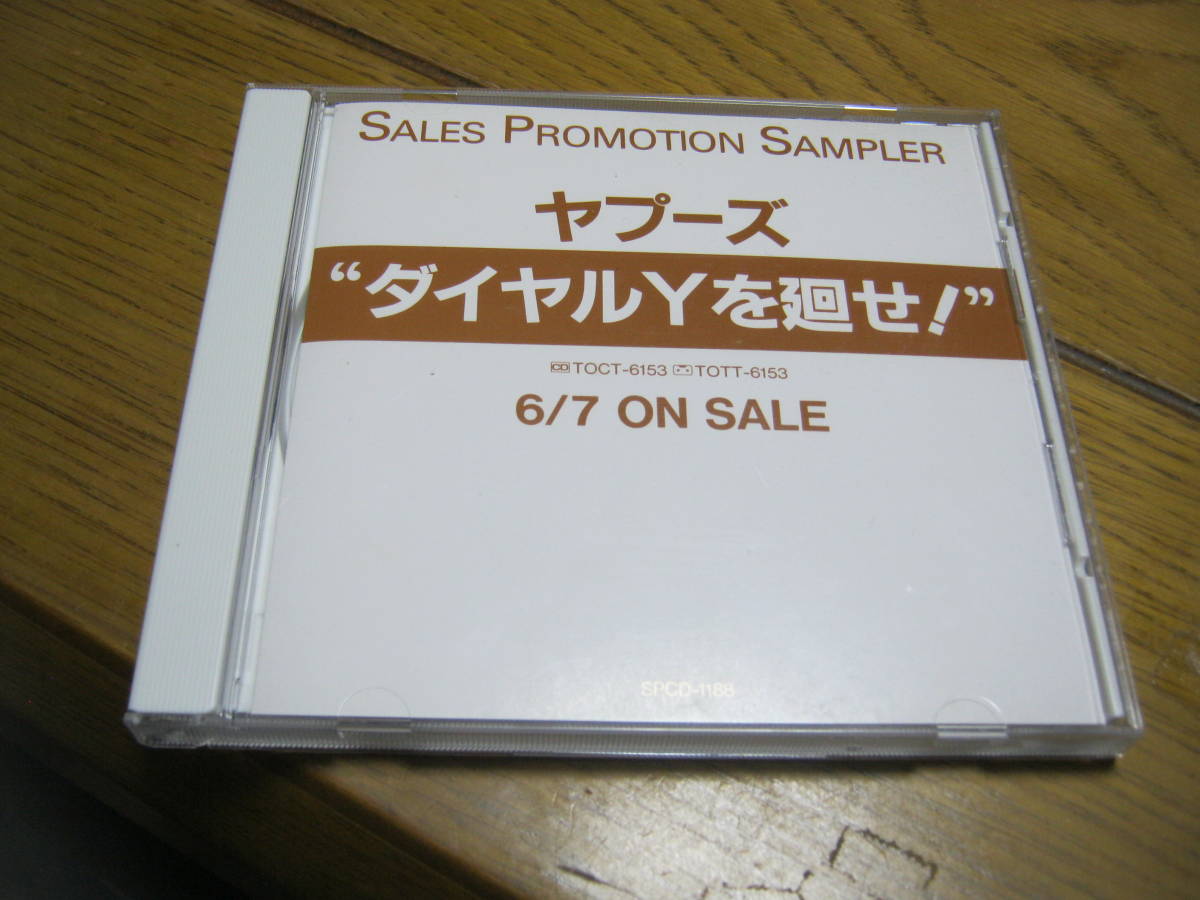 SALES PROMOTION SAMPLER
ヤプーズ
“ダイヤルYを廻せ!”
CD TOCT-6153 TOTT-6153
6/7 ON SALE
SPCD-1188